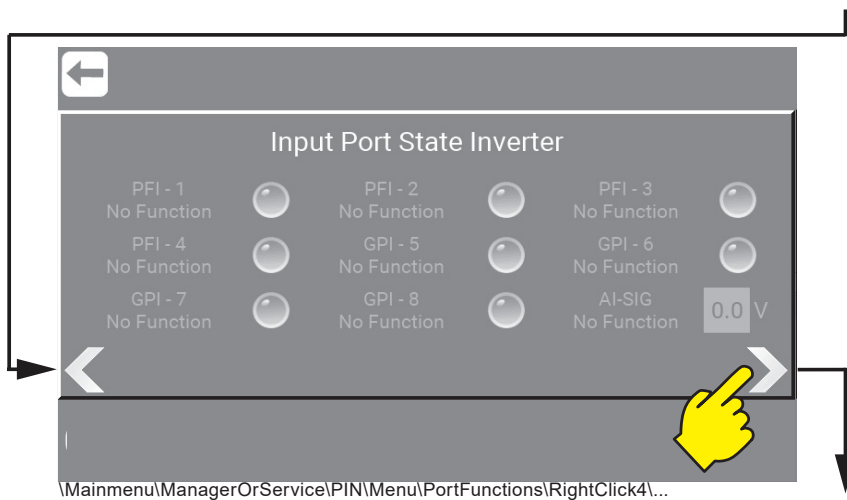 Input Port State Inverter
PFI - 1 PFI - 2 PFI - 3
No Function No Function No Function
PFI - 4 GPI - 5 GPI - 6
No Function No Function No Function
GPI - 7 GPI - 8 AI-SIG
No Function No Function No Function 0.0 V
\Mainmenu\ManagerOrService\PIN\Menu\PortFunctions\RightClick4\...